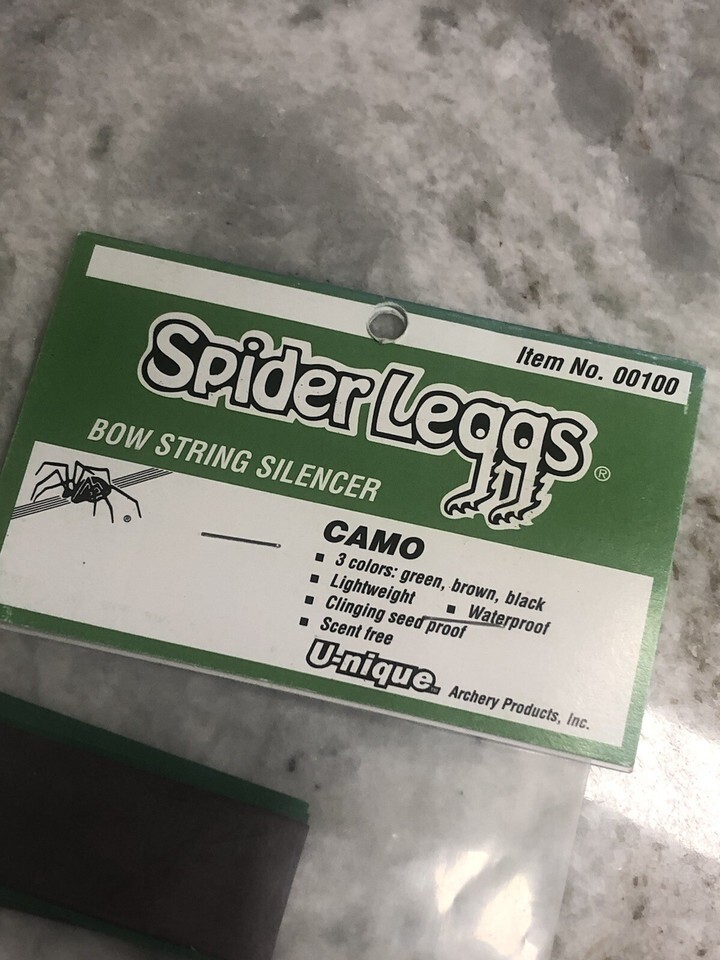 Item No. 00100
Spider Leggs ®
BOW STRING SILENCER
®
CAMO
▪ 3 colors: green, brown, black
▪ Lightweight ▪ Waterproof
▪ Clinging seed proof
▪ Scent free
U-nique™ Archery Products, Inc.